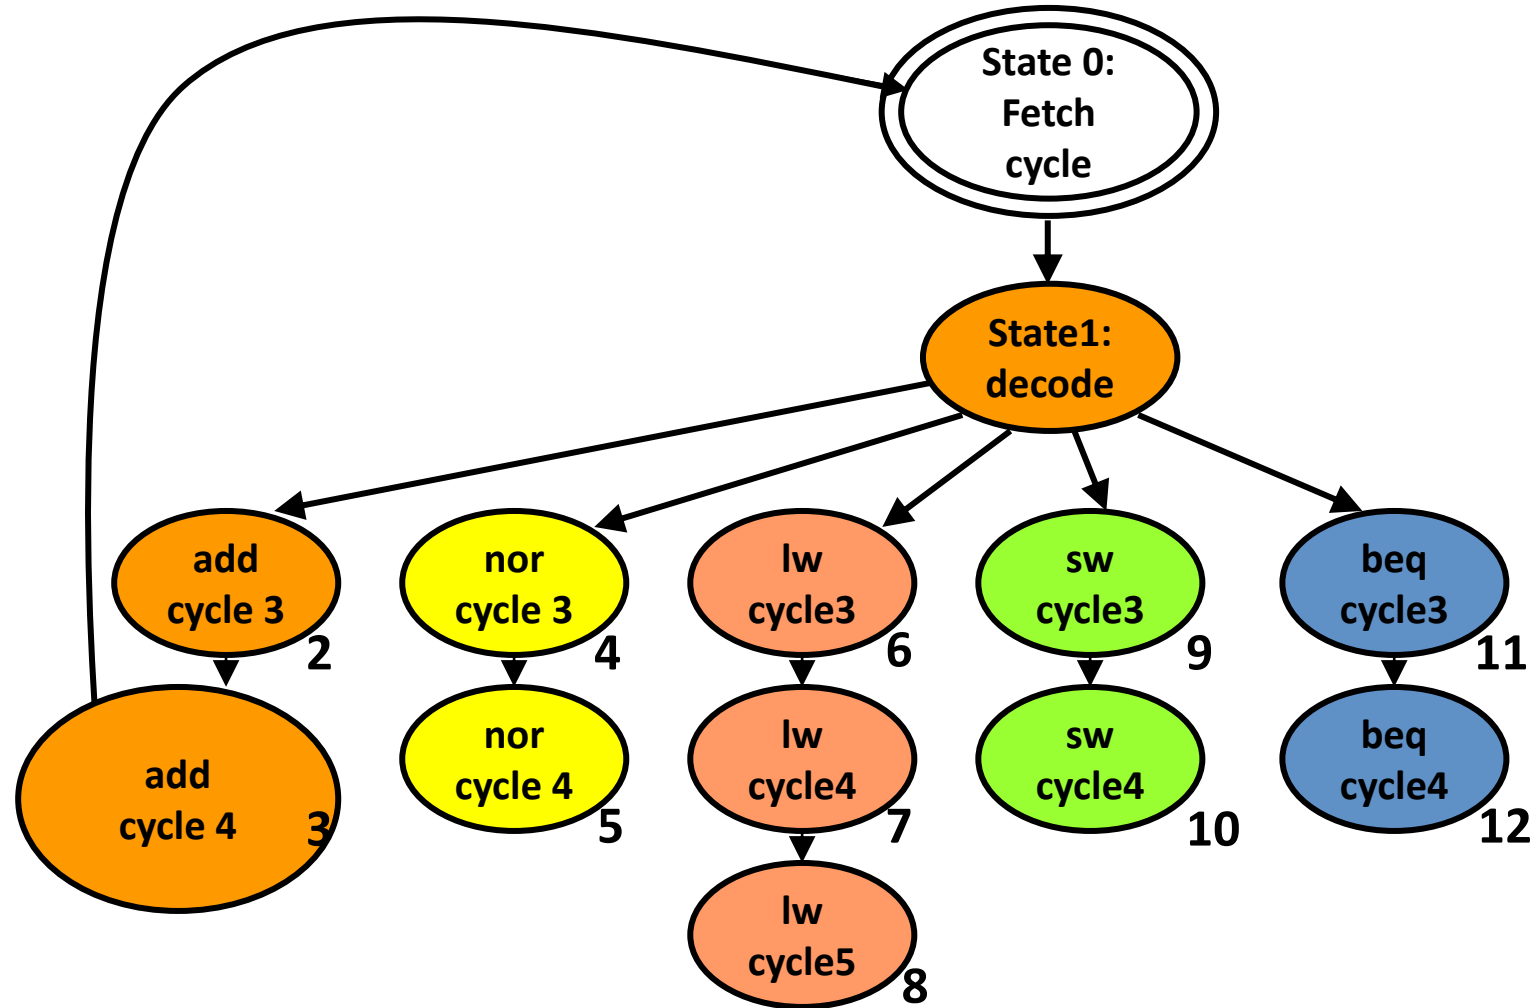 State 0:
Fetch
cycle
State1:
decode
add
cycle 3
2
nor
cycle 3
4
lw
cycle3
6
sw
cycle3
9
beq
cycle3
11
add
cycle 4
3
nor
cycle 4
5
lw
cycle4
7
sw
cycle4
10
beq
cycle4
12
lw
cycle5
8